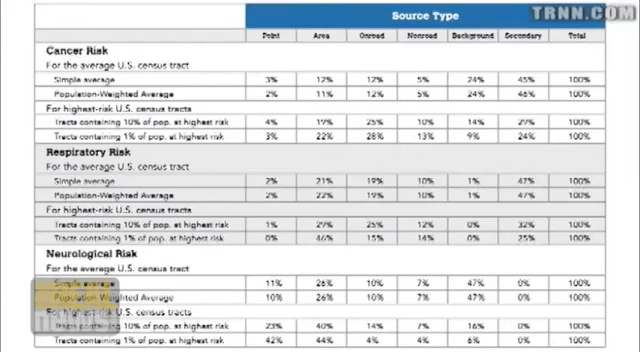 TRNN.COM
Source Type
Point Area Onroad Nonroad Background Secondary Total
Cancer Risk
For the average U.S. census tract
Simple average 3% 12% 12% 5% 24% 45% 100%
Population-Weighted Average 2% 11% 12% 5% 24% 46% 100%
For highest-risk U.S. census tracts
Tracts containing 10% of pop. at highest risk 4% 19% 25% 10% 14% 29% 100%
Tracts containing 1% of pop. at highest risk 3% 22% 28% 13% 9% 24% 100%
Respiratory Risk
For the average U.S. census tract
Simple average 2% 21% 19% 10% 1% 47% 100%
Population-Weighted Average 2% 22% 19% 10% 1% 47% 100%
For highest-risk U.S. census tracts
Tracts containing 10% of pop. at highest risk 1% 29% 25% 12% 0% 32% 100%
Tracts containing 1% of pop. at highest risk 0% 46% 15% 14% 0% 25% 100%
Neurological Risk
For the average U.S. census tract
Simple average 11% 26% 10% 7% 47% 0% 100%
Population Weighted Average 10% 26% 10% 7% 47% 0% 100%
For highest-risk U.S. census tracts
Tracts containing 10% of pop. at highest risk 23% 40% 14% 7% 16% 0% 100%
Tracts containing 1% of pop. at highest risk 42% 44% 4% 4% 6% 0% 100%